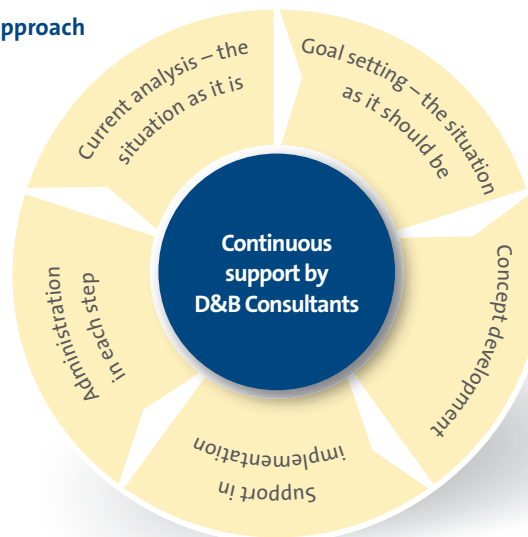 pproach
Current analysis – the
situation as it is
Goal setting – the situation
as it should be
Concept development
Support in
implementation
Administration
in each step
Continuous
support by
D&B Consultants